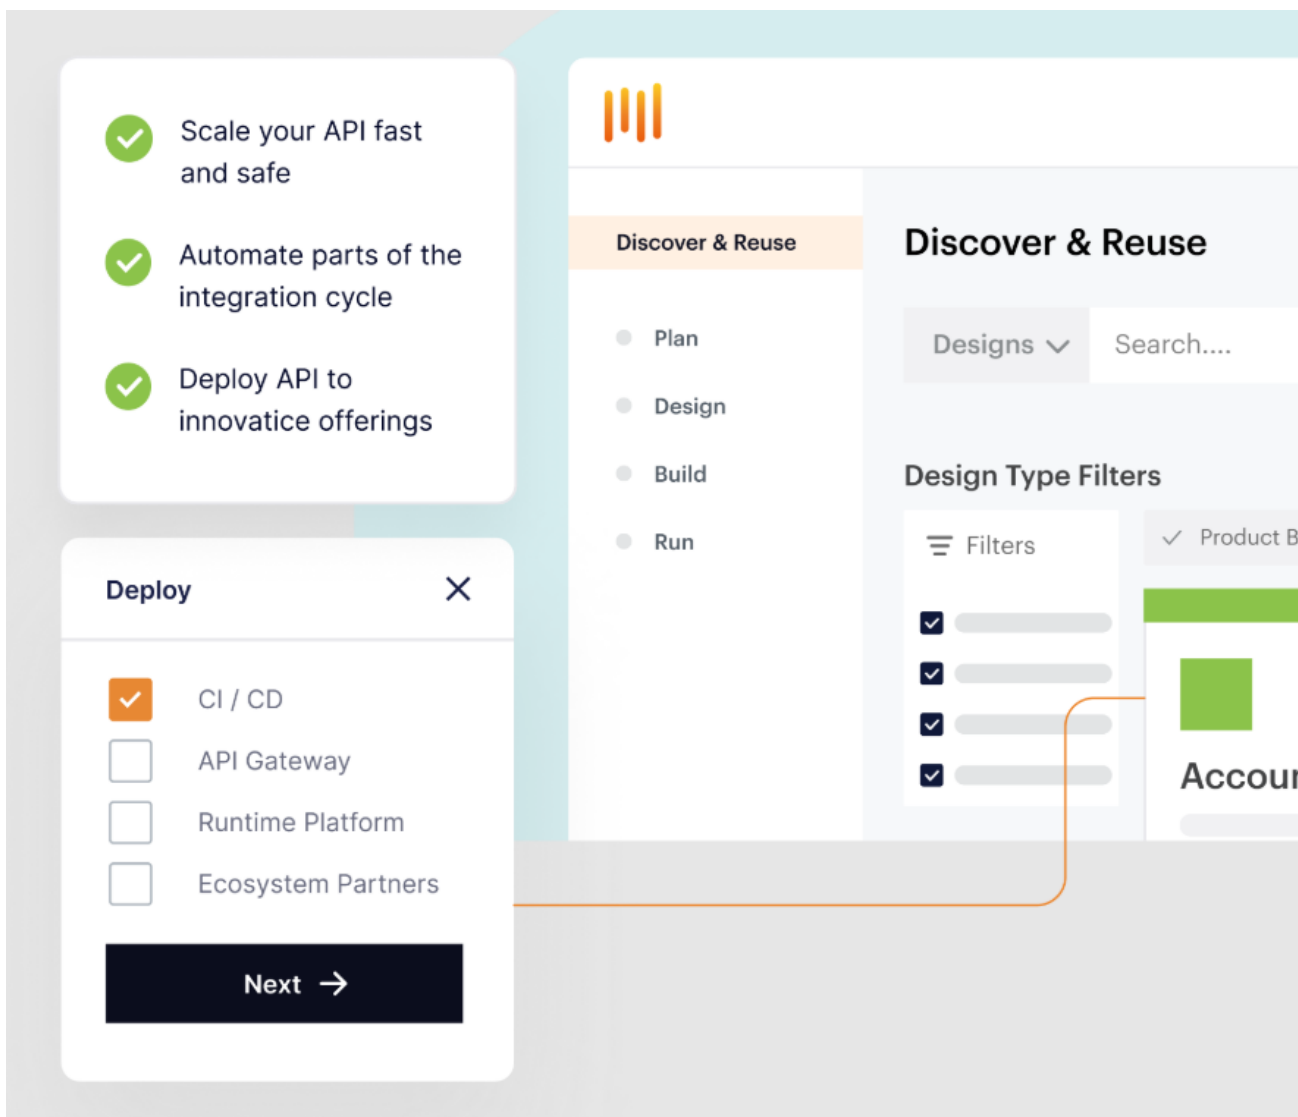 Scale your API fast
and safe
Automate parts of the
integration cycle
Deploy API to
innovatice offerings
Deploy
CI / CD
API Gateway
Runtime Platform
Ecosystem Partners
Next
Discover & Reuse
Plan
Design
Build
Run
Discover & Reuse
Designs
Search....
Design Type Filters
Filters
Product B
Accour